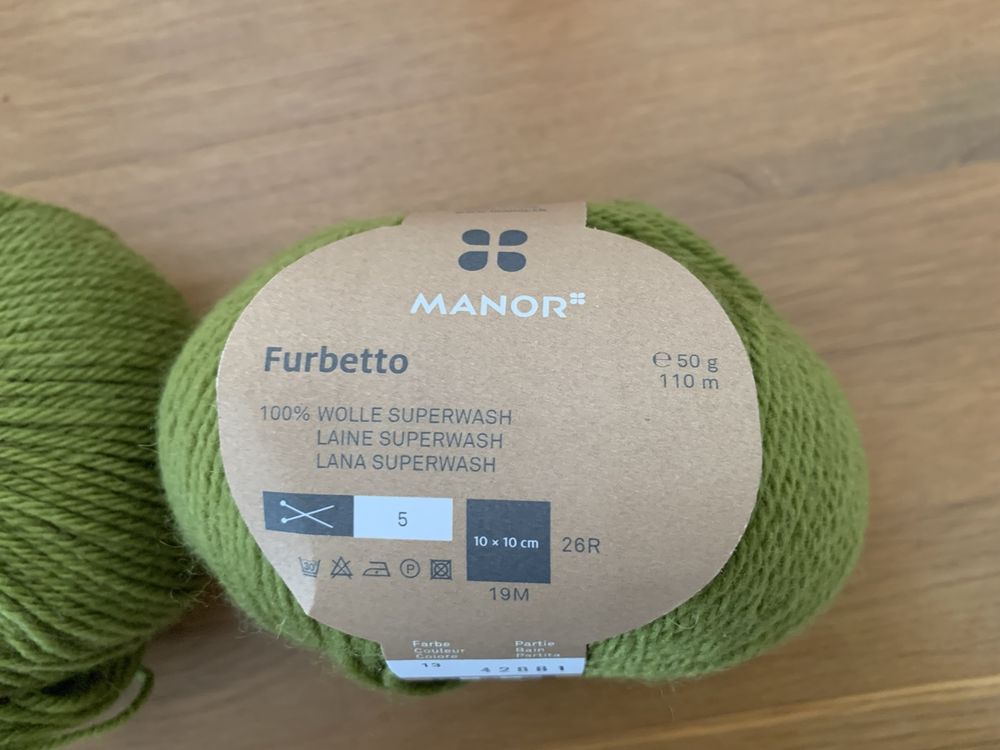 MANOR
Furbetto
℮ 50 g
110 m
100% WOLLE SUPERWASH
LAINE SUPERWASH
LANA SUPERWASH
5
10 × 10 cm
26R
30°
P
19M
Farbe
Couleur
Colore
Partie
Bain
Partita
13
42881